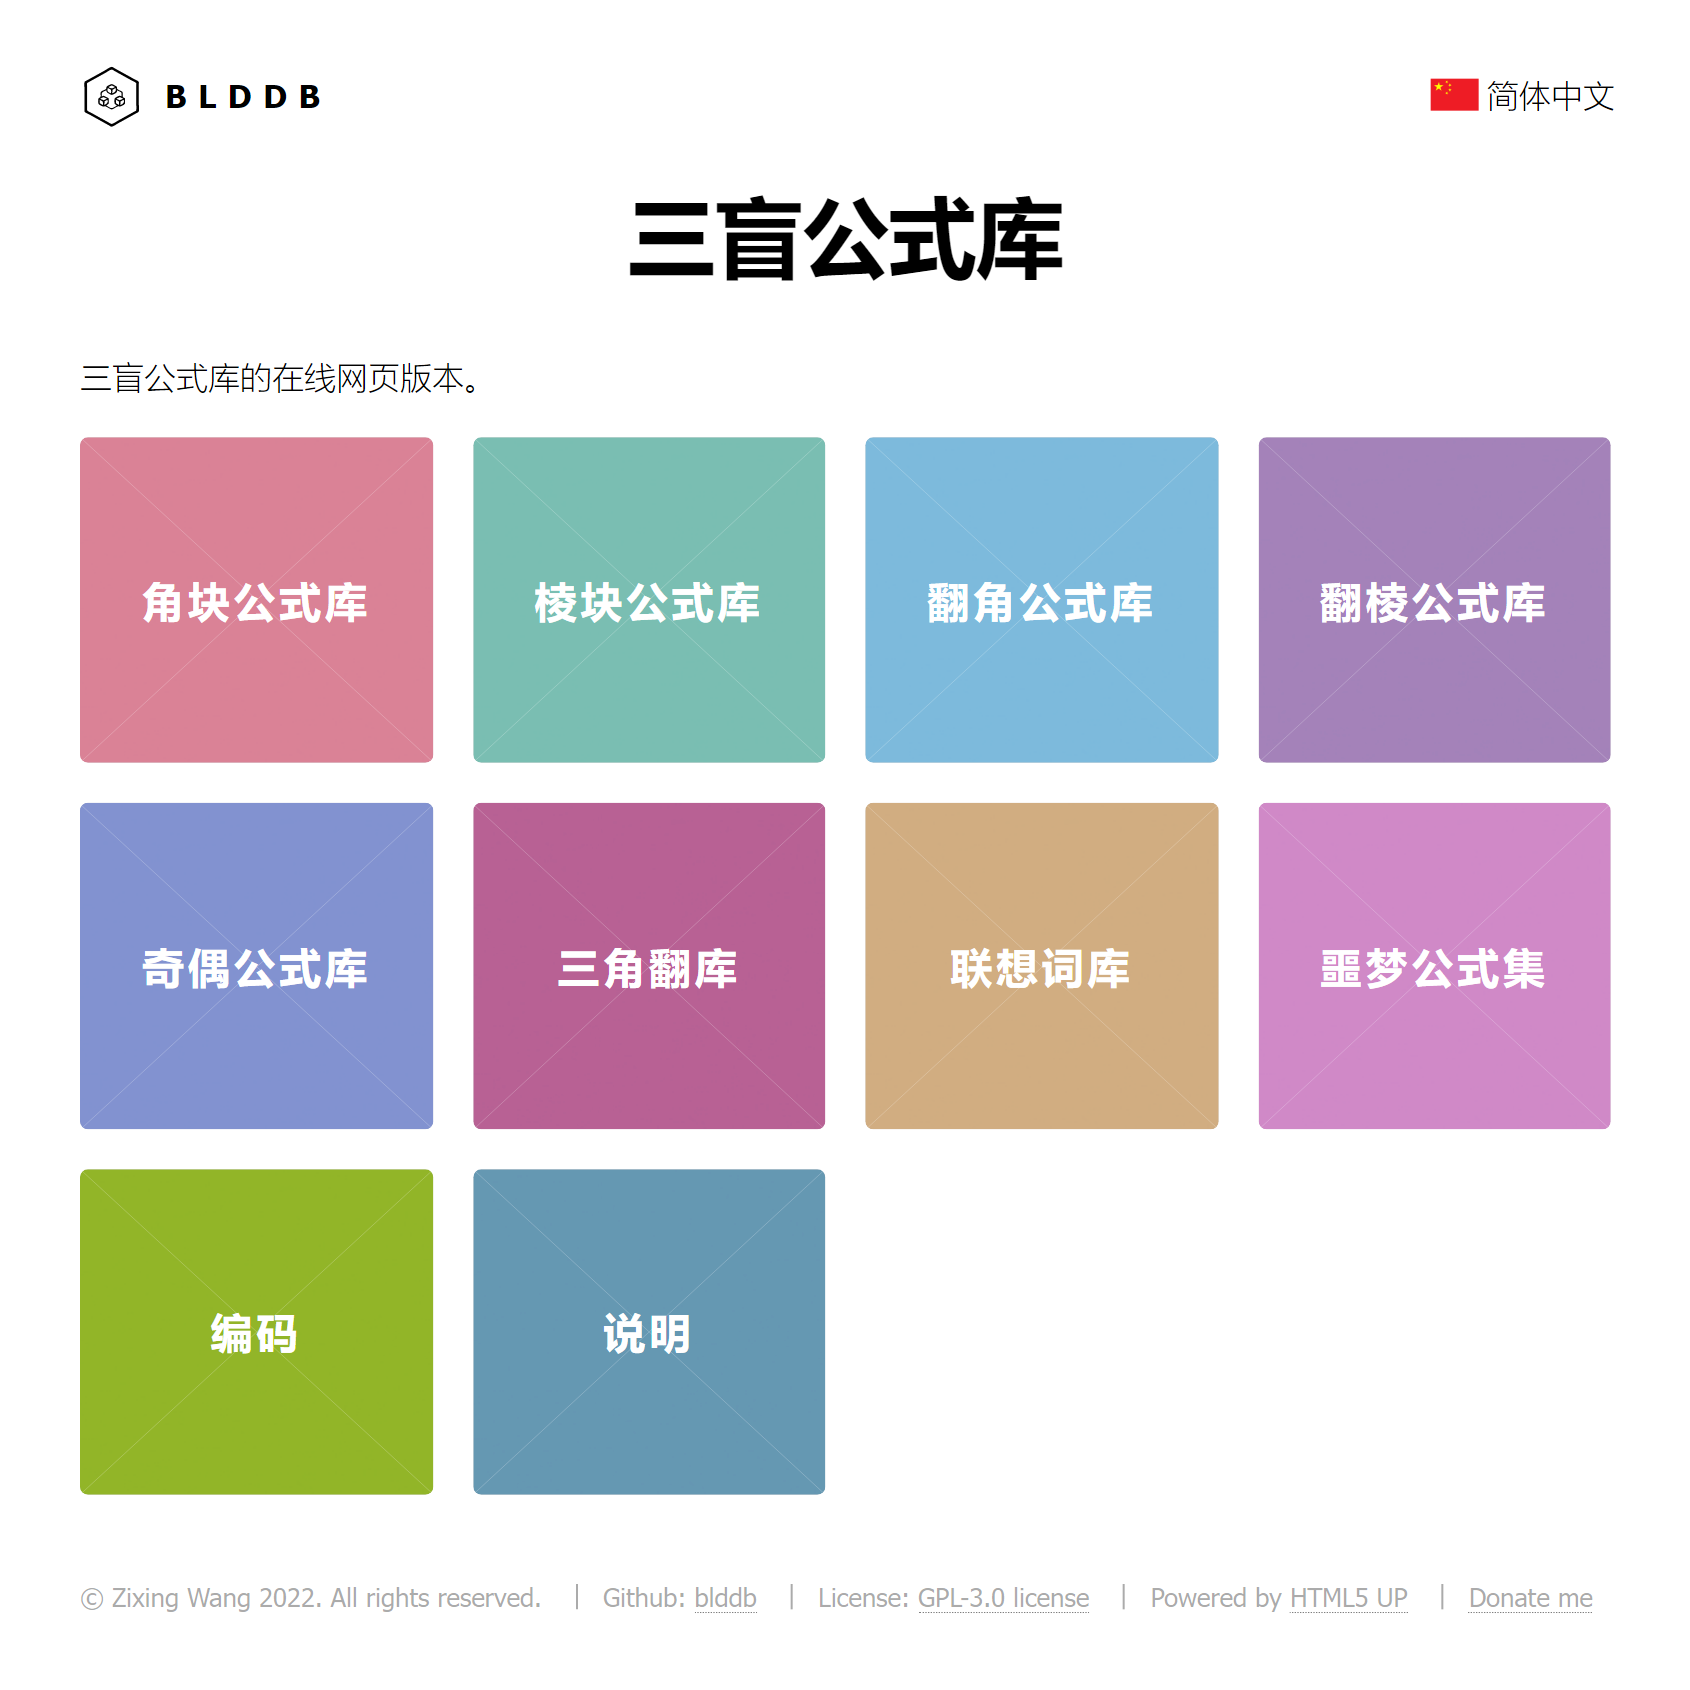 BLDDB
简体中文
三盲公式库
三盲公式库的在线网页版本。
角块公式库
棱块公式库
翻角公式库
翻棱公式库
奇偶公式库
三角翻库
联想词库
噩梦公式集
编码
说明
© Zixing Wang 2022. All rights reserved. | Github: blddb | License: GPL-3.0 license | Powered by HTML5 UP | Donate me